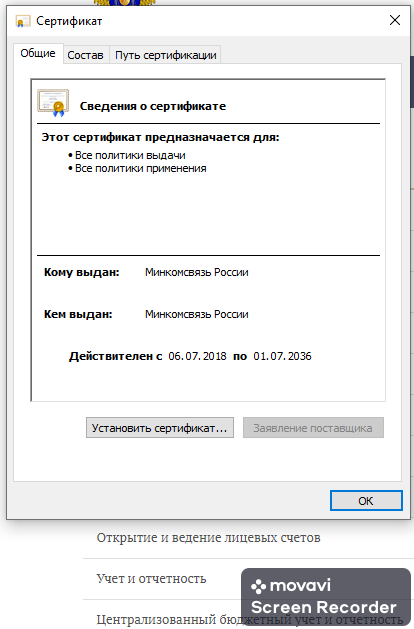 Сертификат
Общие Состав Путь сертификации
Сведения о сертификате
Этот сертификат предназначается для:
• Все политики выдачи
• Все политики применения
Кому выдан: Минкомсвязь России
Кем выдан: Минкомсвязь России
Действителен с 06.07.2018 по 01.07.2036
Установить сертификат... Заявление поставщика
ОК
Открытие и ведение лицевых счетов
Учет и отчетность
movavi
Screen Recorder
Централизованный бюджетный учет и отчетность